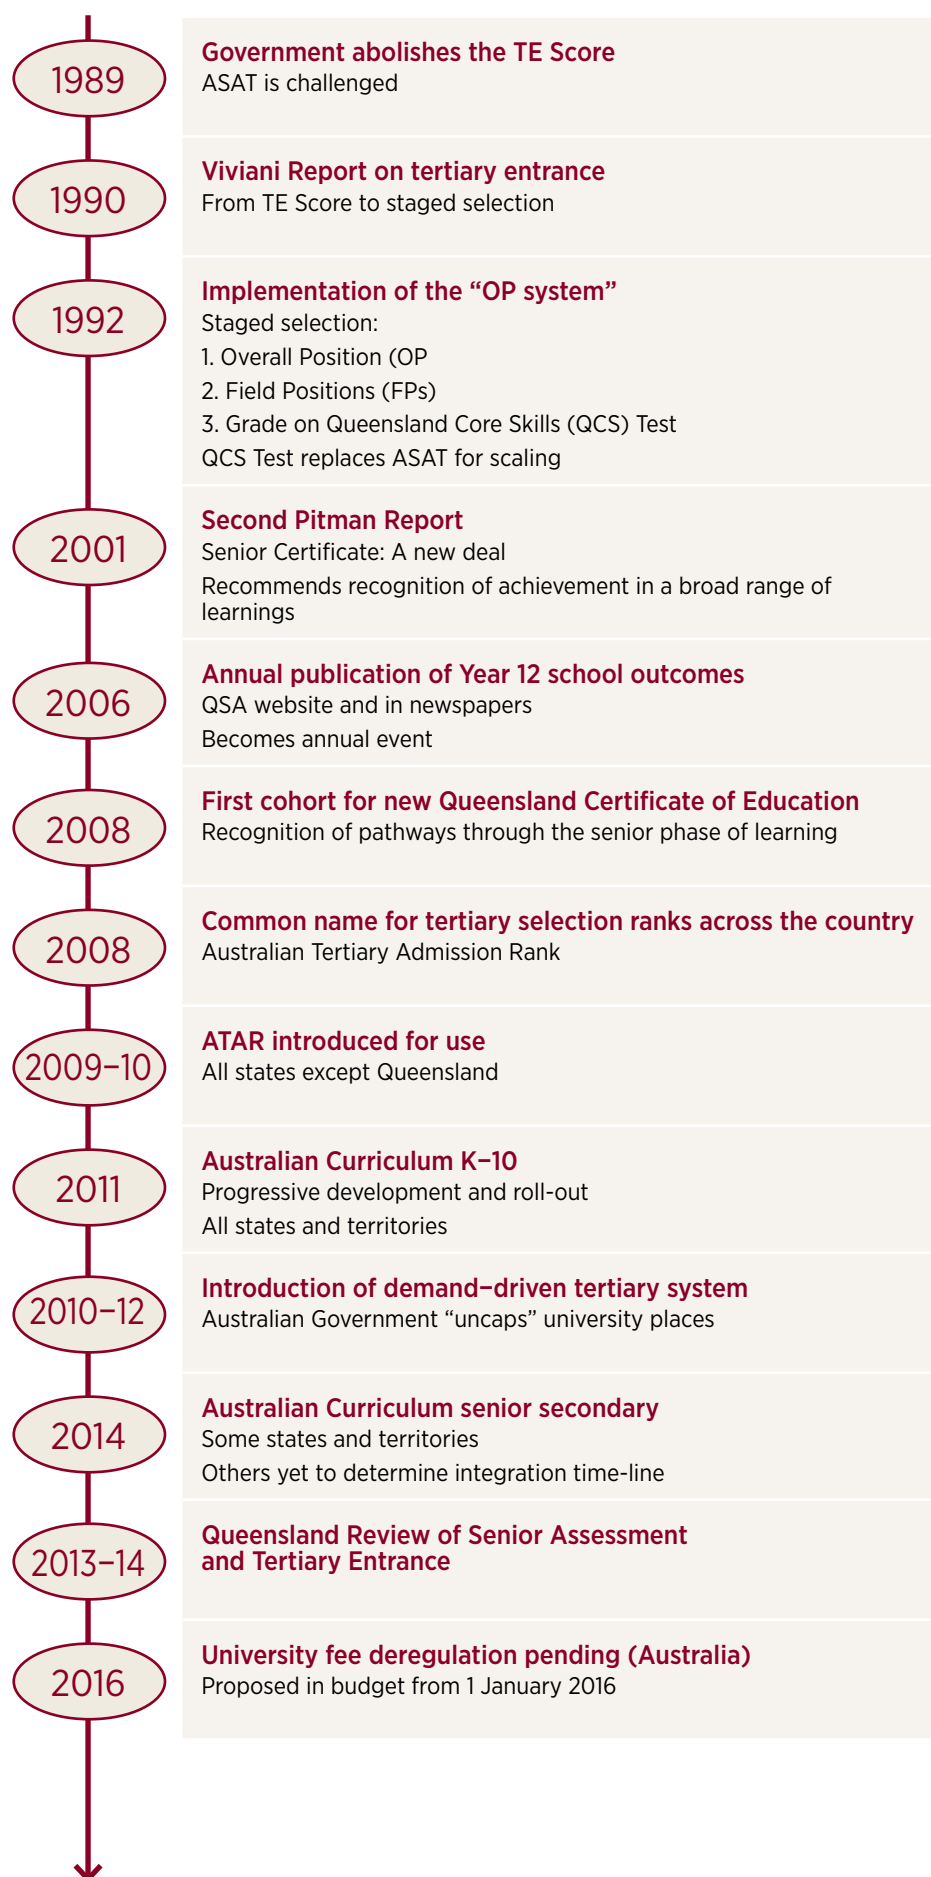 1989
Government abolishes the TE Score
ASAT is challenged
1990
Viviani Report on tertiary entrance
From TE Score to staged selection
1992
Implementation of the “OP system”
Staged selection:
1. Overall Position (OP
2. Field Positions (FPs)
3. Grade on Queensland Core Skills (QCS) Test
QCS Test replaces ASAT for scaling
2001
Second Pitman Report
Senior Certificate: A new deal
Recommends recognition of achievement in a broad range of
learnings
2006
Annual publication of Year 12 school outcomes
QSA website and in newspapers
Becomes annual event
2008
First cohort for new Queensland Certificate of Education
Recognition of pathways through the senior phase of learning
2008
Common name for tertiary selection ranks across the country
Australian Tertiary Admission Rank
2009–10
ATAR introduced for use
All states except Queensland
2011
Australian Curriculum K–10
Progressive development and roll-out
All states and territories
2010–12
Introduction of demand–driven tertiary system
Australian Government “uncaps” university places
2014
Australian Curriculum senior secondary
Some states and territories
Others yet to determine integration time-line
2013–14
Queensland Review of Senior Assessment
and Tertiary Entrance
2016
University fee deregulation pending (Australia)
Proposed in budget from 1 January 2016